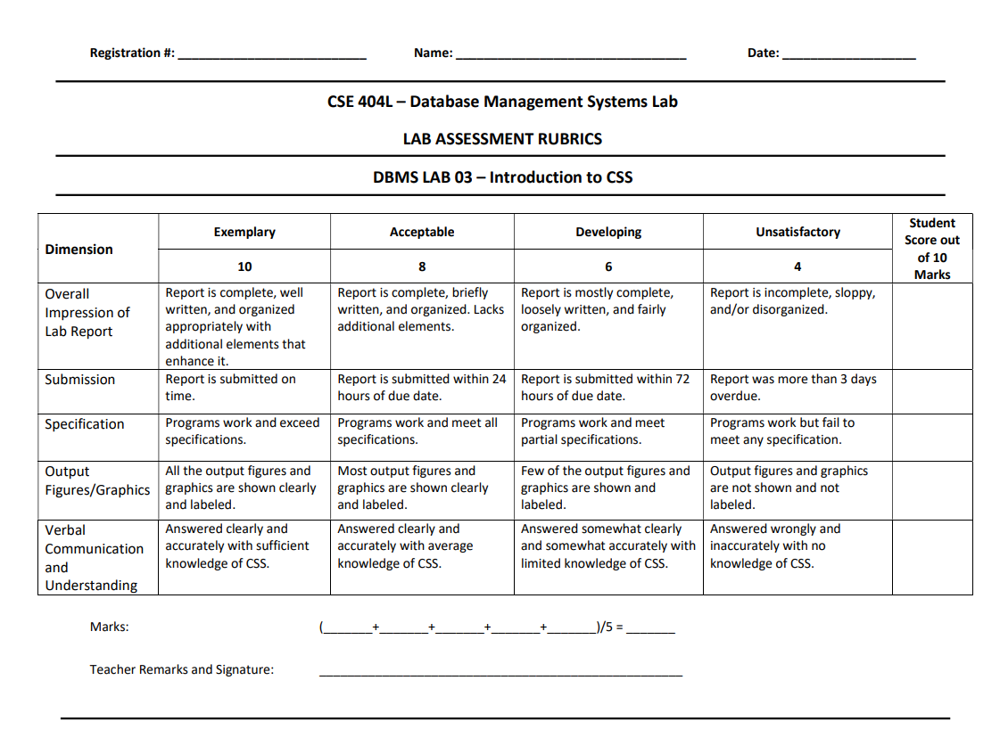 Registration #: ___________________________ Name: _________________________________ Date: ___________________
CSE 404L – Database Management Systems Lab
LAB ASSESSMENT RUBRICS
DBMS LAB 03 – Introduction to CSS
Dimension
Exemplary
Acceptable
Developing
Unsatisfactory
Student
Score out
of 10
Marks
10
8
6
4
Overall
Impression of
Lab Report
Report is complete, well
written, and organized
appropriately with
additional elements that
enhance it.
Report is complete, briefly
written, and organized. Lacks
additional elements.
Report is mostly complete,
loosely written, and fairly
organized.
Report is incomplete, sloppy,
and/or disorganized.
Submission
Report is submitted on
time.
Report is submitted within 24
hours of due date.
Report is submitted within 72
hours of due date.
Report was more than 3 days
overdue.
Specification
Programs work and exceed
specifications.
Programs work and meet all
specifications.
Programs work and meet
partial specifications.
Programs work but fail to
meet any specification.
Output
Figures/Graphics
All the output figures and
graphics are shown clearly
and labeled.
Most output figures and
graphics are shown clearly
and labeled.
Few of the output figures and
graphics are shown and
labeled.
Output figures and graphics
are not shown and not
labeled.
Verbal
Communication
and
Understanding
Answered clearly and
accurately with sufficient
knowledge of CSS.
Answered clearly and
accurately with average
knowledge of CSS.
Answered somewhat clearly
and somewhat accurately with
limited knowledge of CSS.
Answered wrongly and
inaccurately with no
knowledge of CSS.
Marks: (_______+_______+_______+_______+_______)/5 = _______
Teacher Remarks and Signature: ____________________________________________________